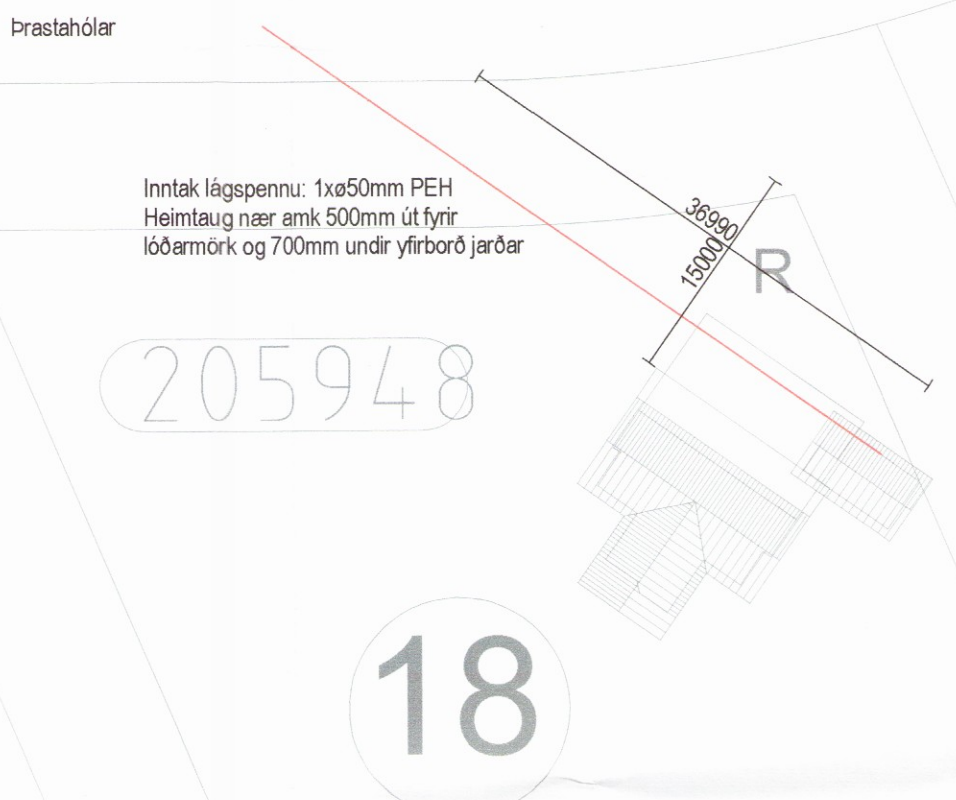 Þrastahólar
Inntak lágspennu: 1xø50mm PEH
Heimtaug nær amk 500mm út fyrir
lóðarmörk og 700mm undir yfirborð jarðar
36990
15000
R
205948
18